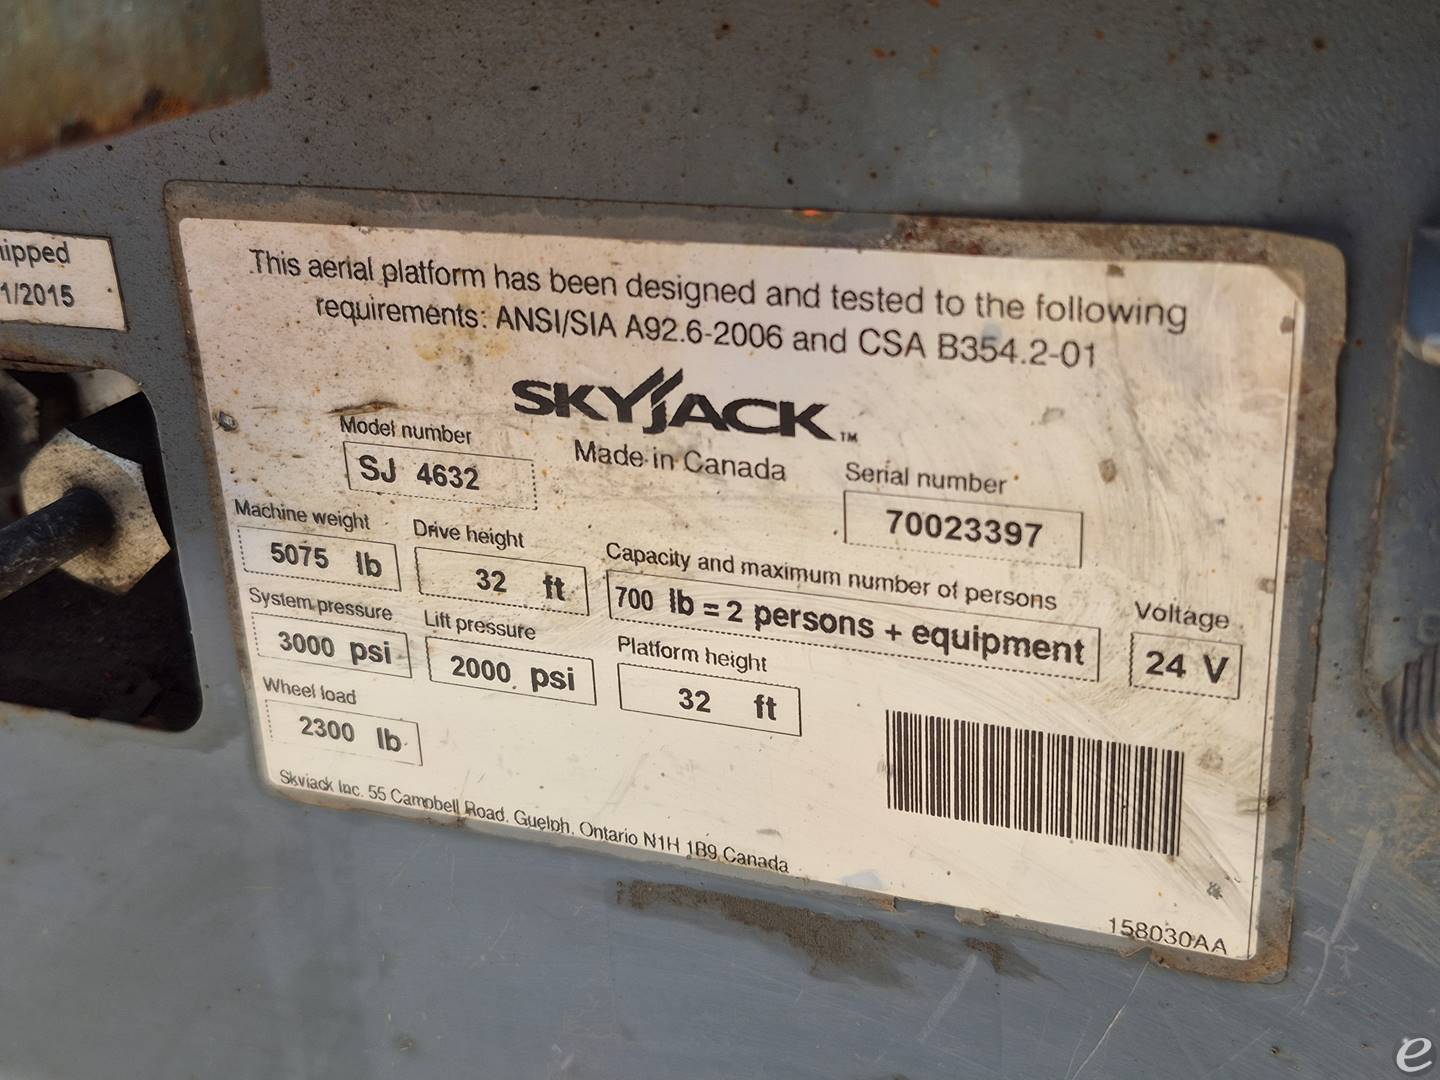 hipped
1/2015
This aerial platform has been designed and tested to the following
requirements: ANSI/SIA A92.6-2006 and CSA B354.2-01
SKYJACK™
Made in Canada
Model number
SJ 4632
Serial number
70023397
Machine weight
5075 lb
Drive height
32 ft
Capacity and maximum number of persons
700 lb = 2 persons + equipment
Voltage
24 V
System pressure
3000 psi
Lift pressure
2000 psi
Platform height
32 ft
Wheel load
2300 lb
Skyjack Inc. 55 Campbell Road, Guelph, Ontario N1H 1B9 Canada
158030AA
e